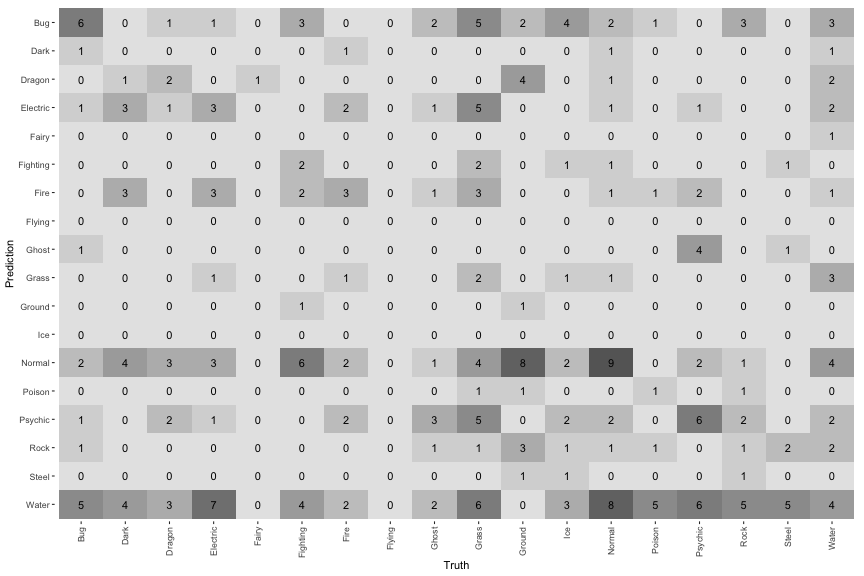 Bug 6 0 1 1 0 3 0 0 2 5 2 4 2 1 0 3 0 3
Dark 1 0 0 0 0 0 1 0 0 0 0 0 1 0 0 0 0 1
Dragon 0 1 2 0 1 0 0 0 0 0 4 0 1 0 0 0 0 2
Electric 1 3 1 3 0 0 2 0 1 5 0 0 1 0 1 0 0 2
Fairy 0 0 0 0 0 0 0 0 0 0 0 0 0 0 0 0 0 1
Fighting 0 0 0 0 0 2 0 0 0 2 0 1 1 0 0 0 1 0
Fire 0 3 0 3 0 2 3 0 1 3 0 0 1 1 2 0 0 1
Flying 0 0 0 0 0 0 0 0 0 0 0 0 0 0 0 0 0 0
Ghost 1 0 0 0 0 0 0 0 0 0 0 0 0 0 4 0 1 0
Grass 0 0 0 1 0 0 1 0 0 2 0 1 1 0 0 0 0 3
Ground 0 0 0 0 0 1 0 0 0 0 1 0 0 0 0 0 0 0
Ice 0 0 0 0 0 0 0 0 0 0 0 0 0 0 0 0 0 0
Normal 2 4 3 3 0 6 2 0 1 4 8 2 9 0 2 1 0 4
Poison 0 0 0 0 0 0 0 0 0 1 1 0 0 1 0 1 0 0
Psychic 1 0 2 1 0 0 2 0 3 5 0 2 2 0 6 2 0 2
Rock 1 0 0 0 0 0 0 0 1 1 3 1 1 1 0 1 2 2
Steel 0 0 0 0 0 0 0 0 0 0 1 1 0 0 0 1 0 0
Water 5 4 3 7 0 4 2 0 2 6 0 3 8 5 6 5 5 4
Prediction
Bug Dark Dragon Electric Fairy Fighting Fire Flying Ghost Grass Ground Ice Normal Poison Psychic Rock Steel Water
Truth